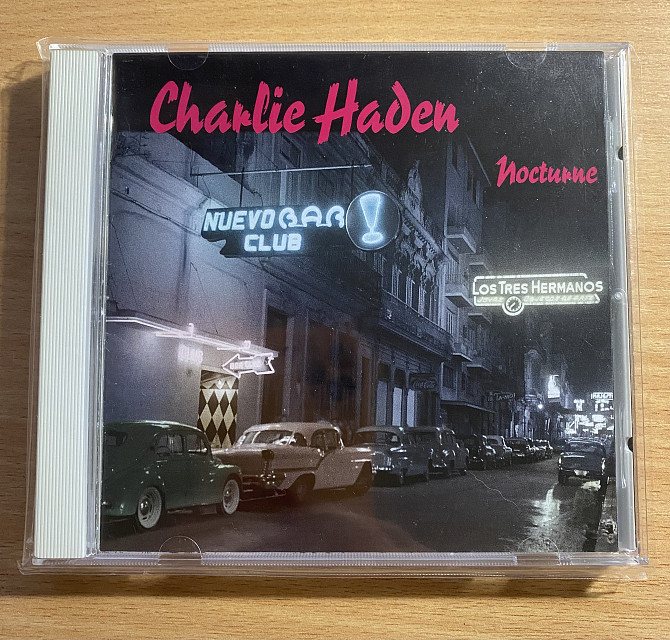 Charlie Haden
Nocturne
NUEVO BAR
CLUB
LOS TRES HERMANOS